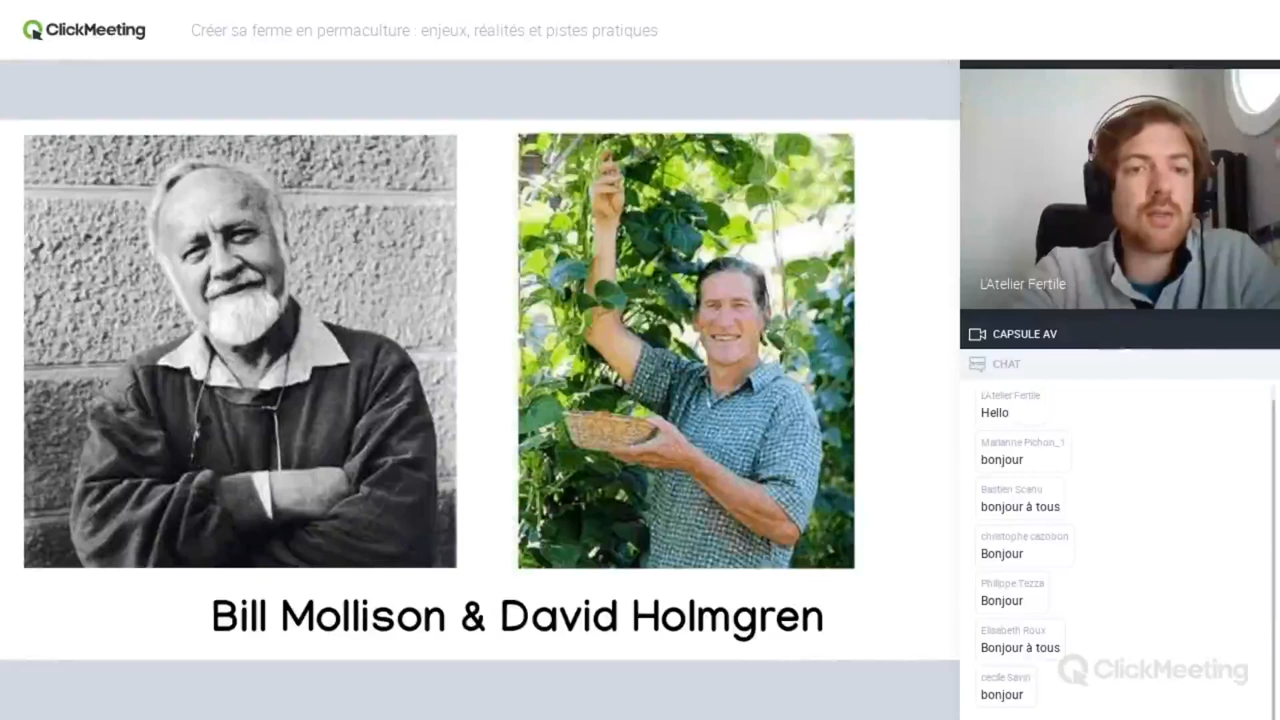 ClickMeeting
Créer sa ferme en permaculture : enjeux, réalités et pistes pratiques
Bill Mollison & David Holmgren
L'Atelier Fertile
CAPSULE AV
CHAT
L'Atelier Fertile
Hello
Marianne Pichon_1
bonjour
Bastien Scanu
bonjour à tous
christophe cazobon
Bonjour
Philippe Tezza
Bonjour
Elisabeth Roux
Bonjour à tous
cecile Savin
bonjour
ClickMeeting